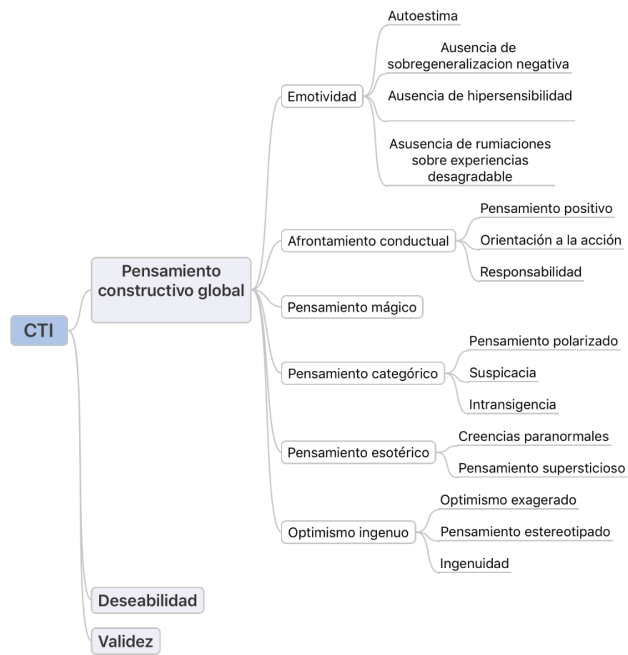 CTI
Pensamiento
constructivo global
Emotividad
Autoestima
Ausencia de
sobregeneralizacion negativa
Ausencia de hipersensibilidad
Asusencia de rumiaciones
sobre experiencias
desagradable
Afrontamiento conductual
Pensamiento positivo
Orientación a la acción
Responsabilidad
Pensamiento mágico
Pensamiento categórico
Pensamiento polarizado
Suspicacia
Intransigencia
Pensamiento esotérico
Creencias paranormales
Pensamiento supersticioso
Optimismo ingenuo
Optimismo exagerado
Pensamiento estereotipado
Ingenuidad
Deseabilidad
Validez